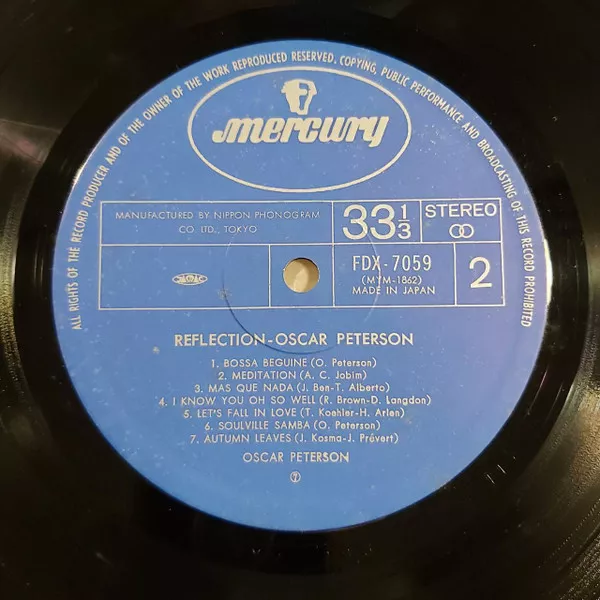 ALL RIGHTS OF THE RECORD PRODUCER AND OF THE OWNER OF THE WORK REPRODUCED RESERVED. COPYING, PUBLIC PERFORMANCE AND BROADCASTING OF THIS RECORD PROHIBITED
mercury
MANUFACTURED BY NIPPON PHONOGRAM
CO. LTD., TOKYO
33 1/3
STEREO
FDX-7059
(MYM-1862)
MADE IN JAPAN
2
REFLECTION-OSCAR PETERSON
1. BOSSA BEGUINE (O. Peterson)
2. MEDITATION (A. C. Jobim)
3. MAS QUE NADA (J. Ben-T. Alberto)
4. I KNOW YOU OH SO WELL (R. Brown-D. Langdon)
5. LET'S FALL IN LOVE (T. Koehler-H. Arlen)
6. SOULVILLE SAMBA (O. Peterson)
7. AUTUMN LEAVES (J. Kosma-J. Prévert)
OSCAR PETERSON